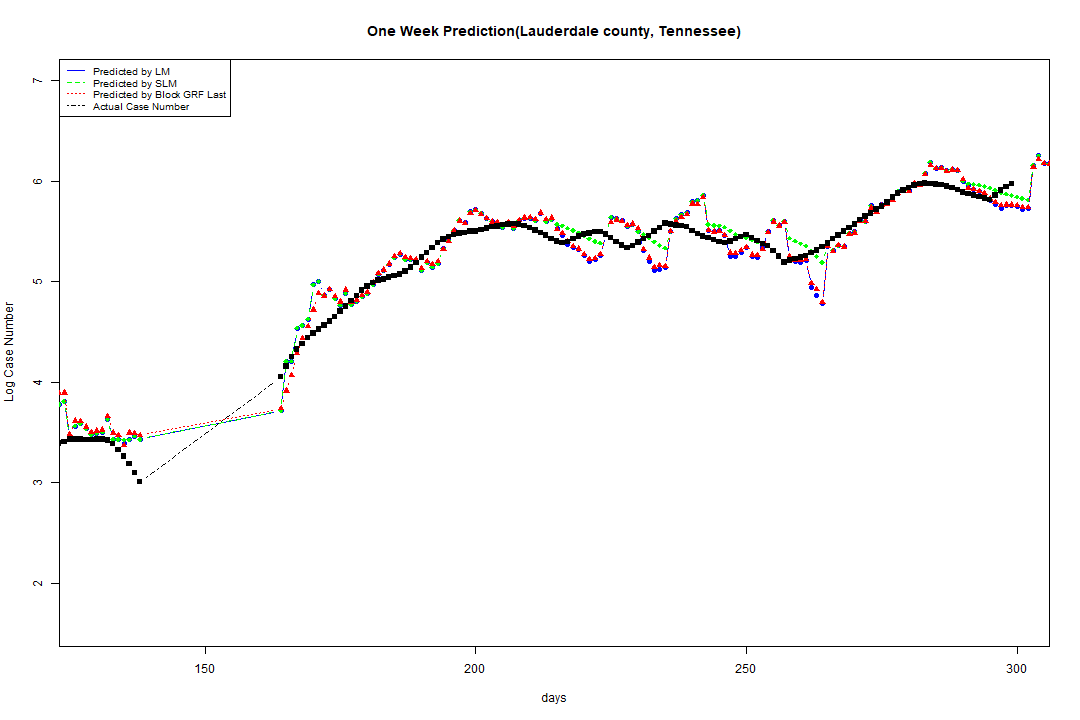 One Week Prediction(Lauderdale county, Tennessee)
Predicted by LM
Predicted by SLM
Predicted by Block GRF Last
Actual Case Number
7
6
5
4
3
2
Log Case Number
150
200
250
300
days